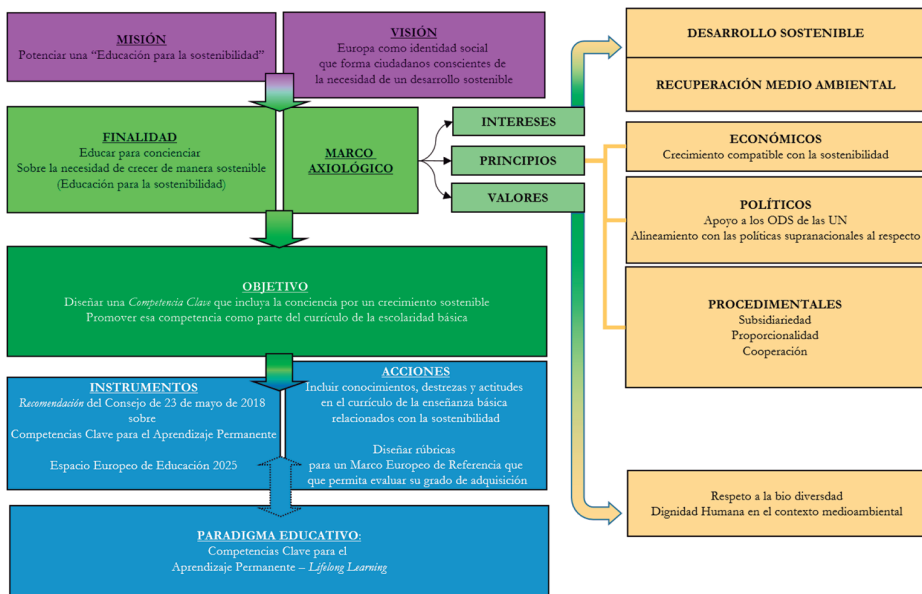 MISIÓN
Potenciar una “Educación para la sostenibilidad”
VISIÓN
Europa como identidad social
que forma ciudadanos conscientes de
la necesidad de un desarrollo sostenible
FINALIDAD
Educar para concienciar
Sobre la necesidad de crecer de manera sostenible
(Educación para la sostenibilidad)
MARCO
AXIOLÓGICO
INTERESES
PRINCIPIOS
VALORES
DESARROLLO SOSTENIBLE
RECUPERACIÓN MEDIO AMBIENTAL
ECONÓMICOS
Crecimiento compatible con la sostenibilidad
POLÍTICOS
Apoyo a los ODS de las UN
Alineamiento con las políticas supranacionales al respecto
PROCEDIMENTALES
Subsidiariedad
Proporcionalidad
Cooperación
Respeto a la bio diversdad
Dignidad Humana en el contexto medioambiental
OBJETIVO
Diseñar una Competencia Clave que incluya la conciencia por un crecimiento sostenible
Promover esa competencia como parte del currículo de la escolaridad básica
INSTRUMENTOS
Recomendación del Consejo de 23 de mayo de 2018
sobre
Competencias Clave para el Aprendizaje Permanente
Espacio Europeo de Educación 2025
ACCIONES
Incluir conocimientos, destrezas y actitudes
en el currículo de la enseñanza básica
relacionados con la sostenibilidad
Diseñar rúbricas
para un Marco Europeo de Referencia que
que permita evaluar su grado de adquisición
PARADIGMA EDUCATIVO:
Competencias Clave para el
Aprendizaje Permanente – Lifelong Learning